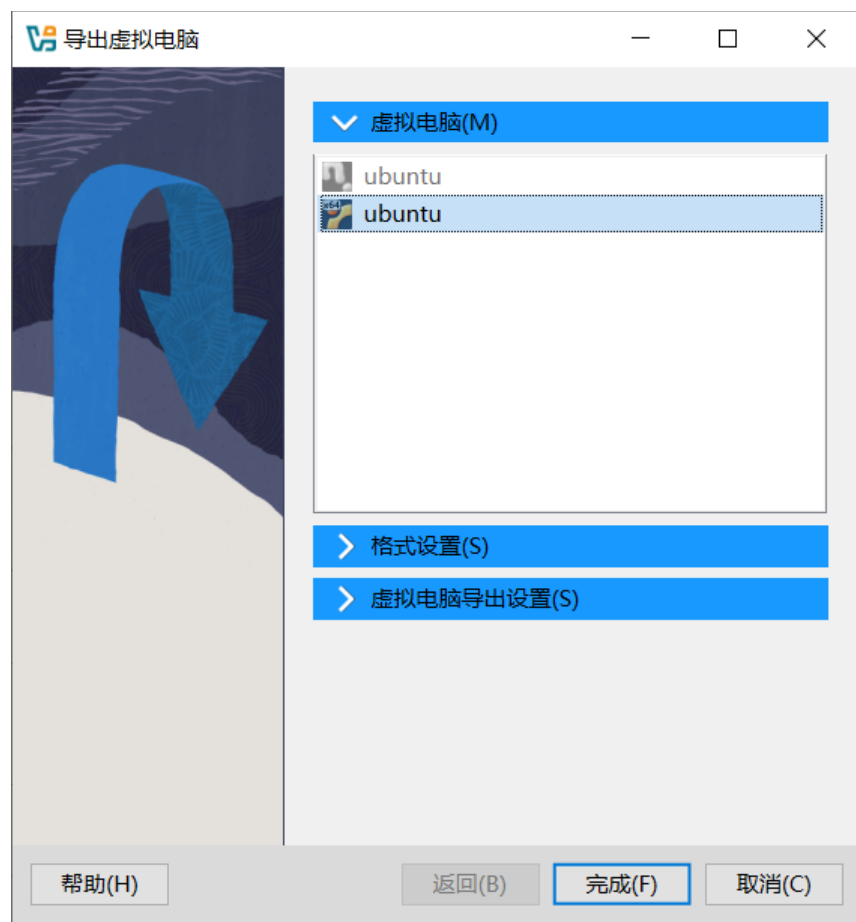 导出虚拟电脑
虚拟电脑(M)
ubuntu
x64
ubuntu
格式设置(S)
虚拟电脑导出设置(S)
帮助(H)
返回(B)
完成(F)
取消(C)